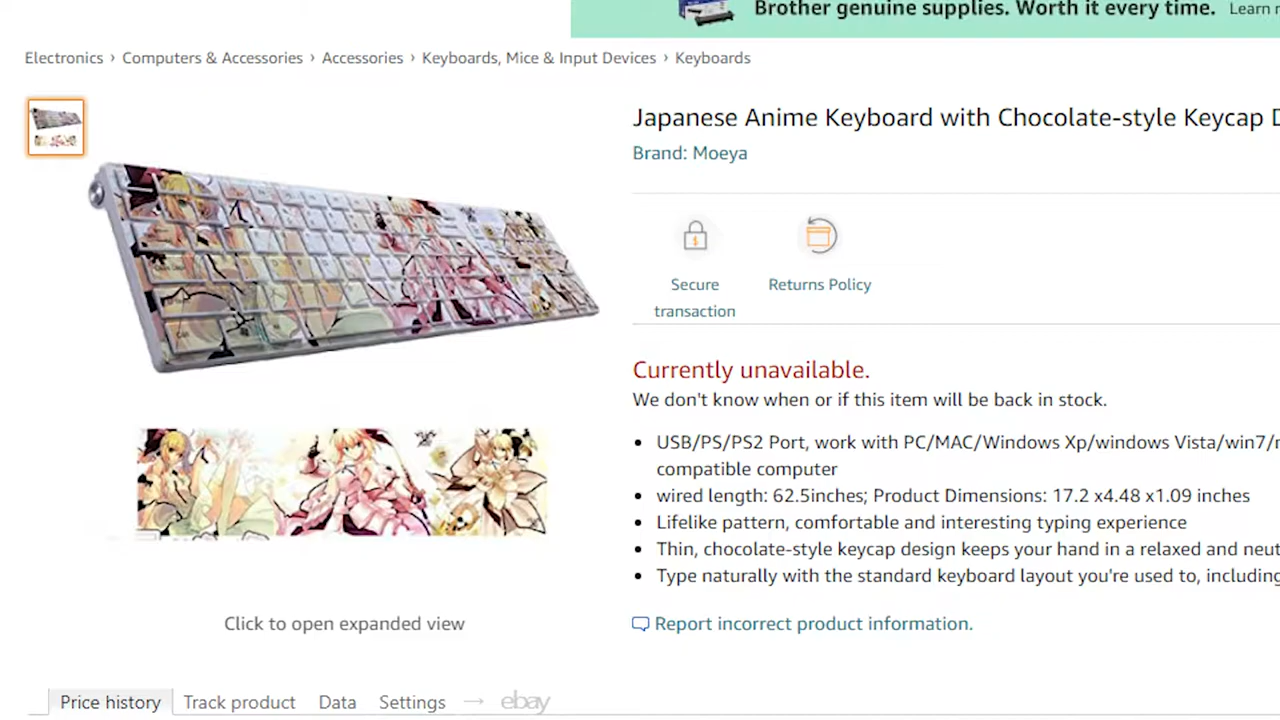 Brother genuine supplies. Worth it every time. Learn
Electronics › Computers & Accessories › Accessories › Keyboards, Mice & Input Devices › Keyboards
Japanese Anime Keyboard with Chocolate-style Keycap
Brand: Moeya
Secure
transaction
Returns Policy
Currently unavailable.
We don't know when or if this item will be back in stock.
• USB/PS/PS2 Port, work with PC/MAC/Windows Xp/windows Vista/win7/
compatible computer
• wired length: 62.5inches; Product Dimensions: 17.2 x4.48 x1.09 inches
• Lifelike pattern, comfortable and interesting typing experience
• Thin, chocolate-style keycap design keeps your hand in a relaxed and
• Type naturally with the standard keyboard layout you're used to, including
Report incorrect product information.
Click to open expanded view
Price history Track product Data Settings → ebay